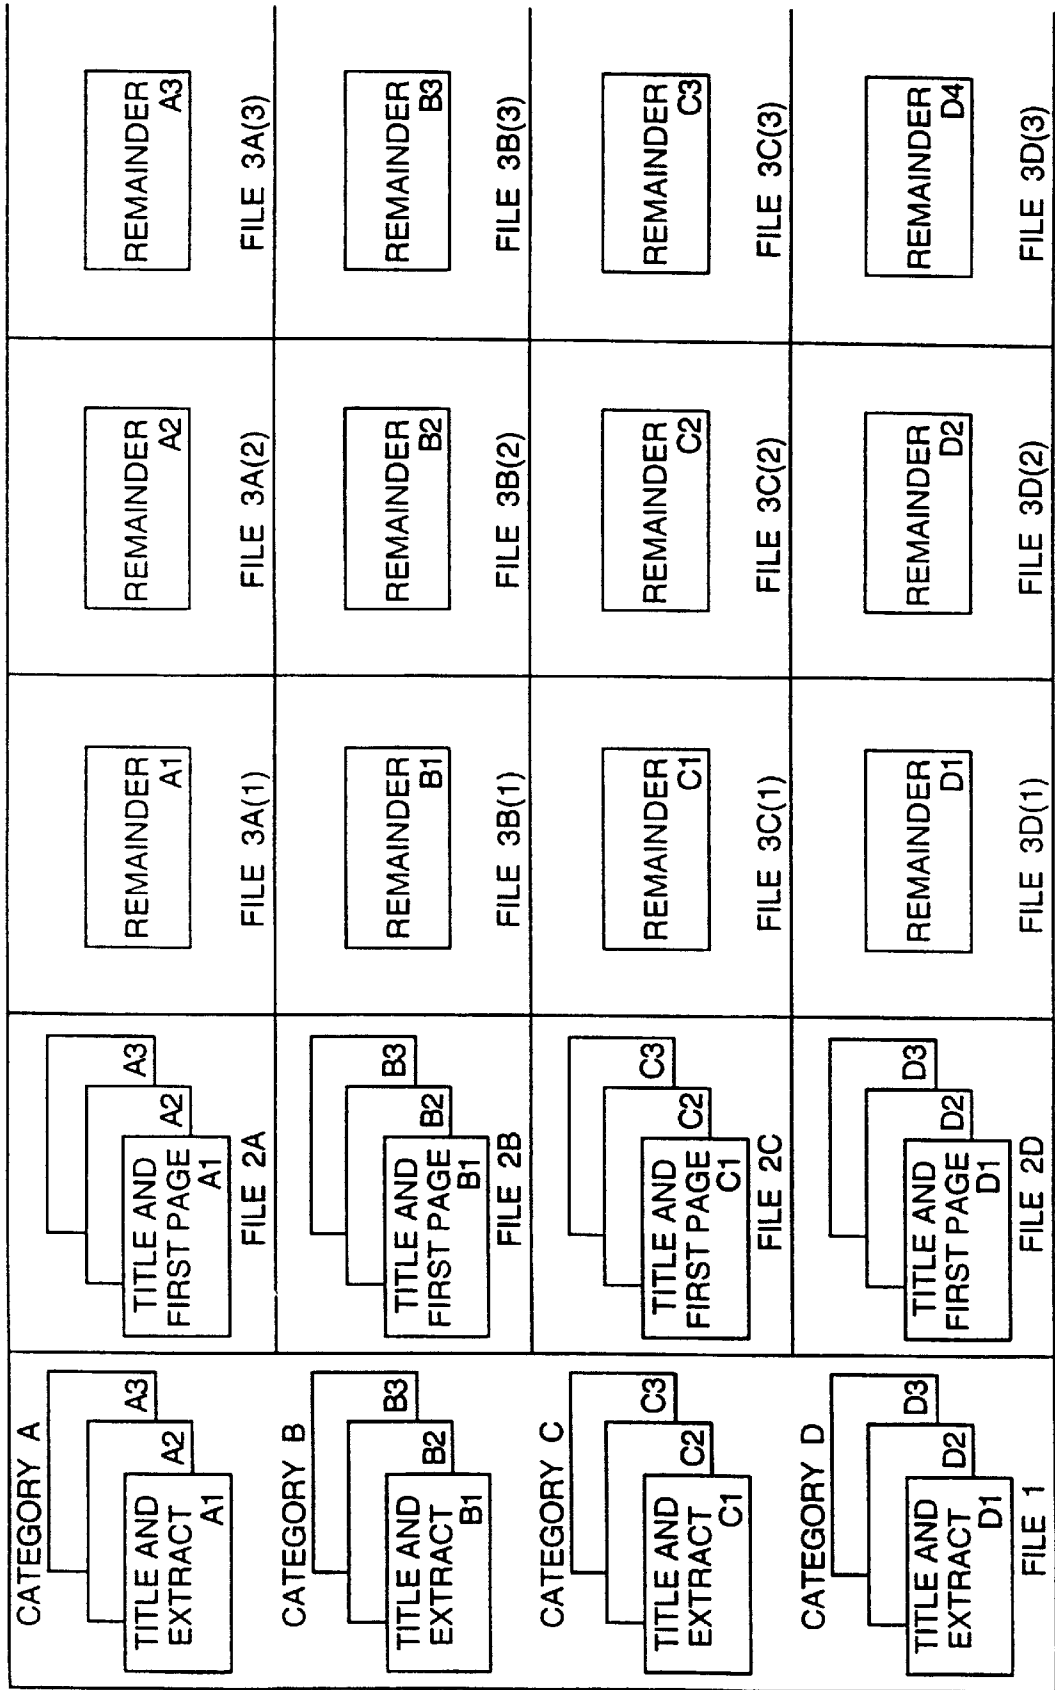 CATEGORY A
TITLE AND
EXTRACT
A1
A2
A3
CATEGORY B
TITLE AND
EXTRACT
B1
B2
B3
CATEGORY C
TITLE AND
EXTRACT
C1
C2
C3
CATEGORY D
TITLE AND
EXTRACT
D1
D2
D3
FILE 1
TITLE AND
FIRST PAGE
A1
A2
A3
FILE 2A
TITLE AND
FIRST PAGE
B1
B2
B3
FILE 2B
TITLE AND
FIRST PAGE
C1
C2
C3
FILE 2C
TITLE AND
FIRST PAGE
D1
D2
D3
FILE 2D
REMAINDER
A1
FILE 3A(1)
REMAINDER
B1
FILE 3B(1)
REMAINDER
C1
FILE 3C(1)
REMAINDER
D1
FILE 3D(1)
REMAINDER
A2
FILE 3A(2)
REMAINDER
B2
FILE 3B(2)
REMAINDER
C2
FILE 3C(2)
REMAINDER
D2
FILE 3D(2)
REMAINDER
A3
FILE 3A(3)
REMAINDER
B3
FILE 3B(3)
REMAINDER
C3
FILE 3C(3)
REMAINDER
D4
FILE 3D(3)